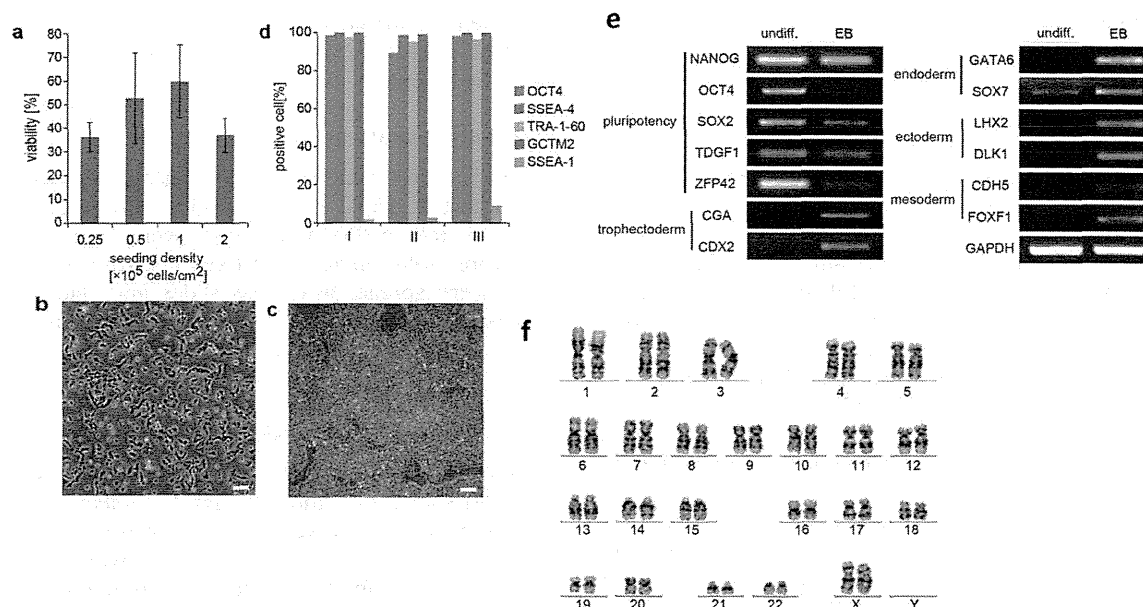 a
viability [%]
80
70
60
50
40
30
20
10
0
0.25 0.5 1 2
seeding density
[×10⁵ cells/cm²]
d
positive cell[%]
100
80
60
40
20
0
I II III
OCT4
SSEA-4
TRA-1-60
GCTM2
SSEA-1
b
c
e
undiff. EB
pluripotency
NANOG
OCT4
SOX2
TDGF1
ZFP42
trophectoderm
CGA
CDX2
undiff. EB
endoderm
GATA6
SOX7
ectoderm
LHX2
DLK1
mesoderm
CDH5
FOXF1
GAPDH
f
1 2 3 4 5
6 7 8 9 10 11 12
13 14 15 16 17 18
19 20 21 22 X Y